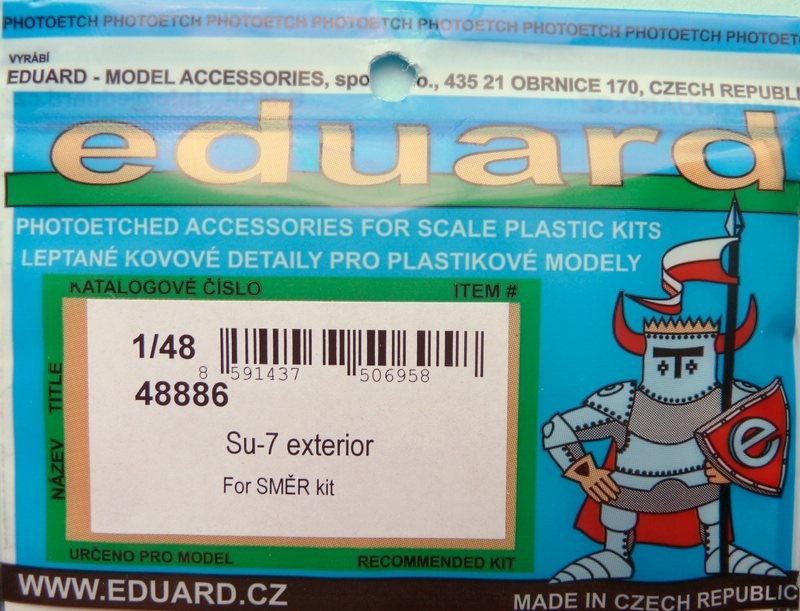 PHOTOETCH PHOTOETCH PHOTOETCH PHOTOETCH PHOTOETCH PHOTOETCH PHOTOETCH PHOTOETCH
VYRÁBÍ
EDUARD - MODEL ACCESSORIES, spo o., 435 21 OBRNICE 170, CZECH REPUBLI
eduard
PHOTOETCHED ACCESSORIES FOR SCALE PLASTIC KITS
LEPTANÉ KOVOVÉ DETAILY PRO PLASTIKOVÉ MODELY
KATALOGOVÉ ČÍSLO ITEM #
1/48
8 591437 506958
48886
Su-7 exterior
For SMĚR kit
NÁZEV TITLE
e
URČENO PRO MODEL RECOMMENDED KIT
WWW.EDUARD.CZ
MADE IN CZECH REPUBLIC